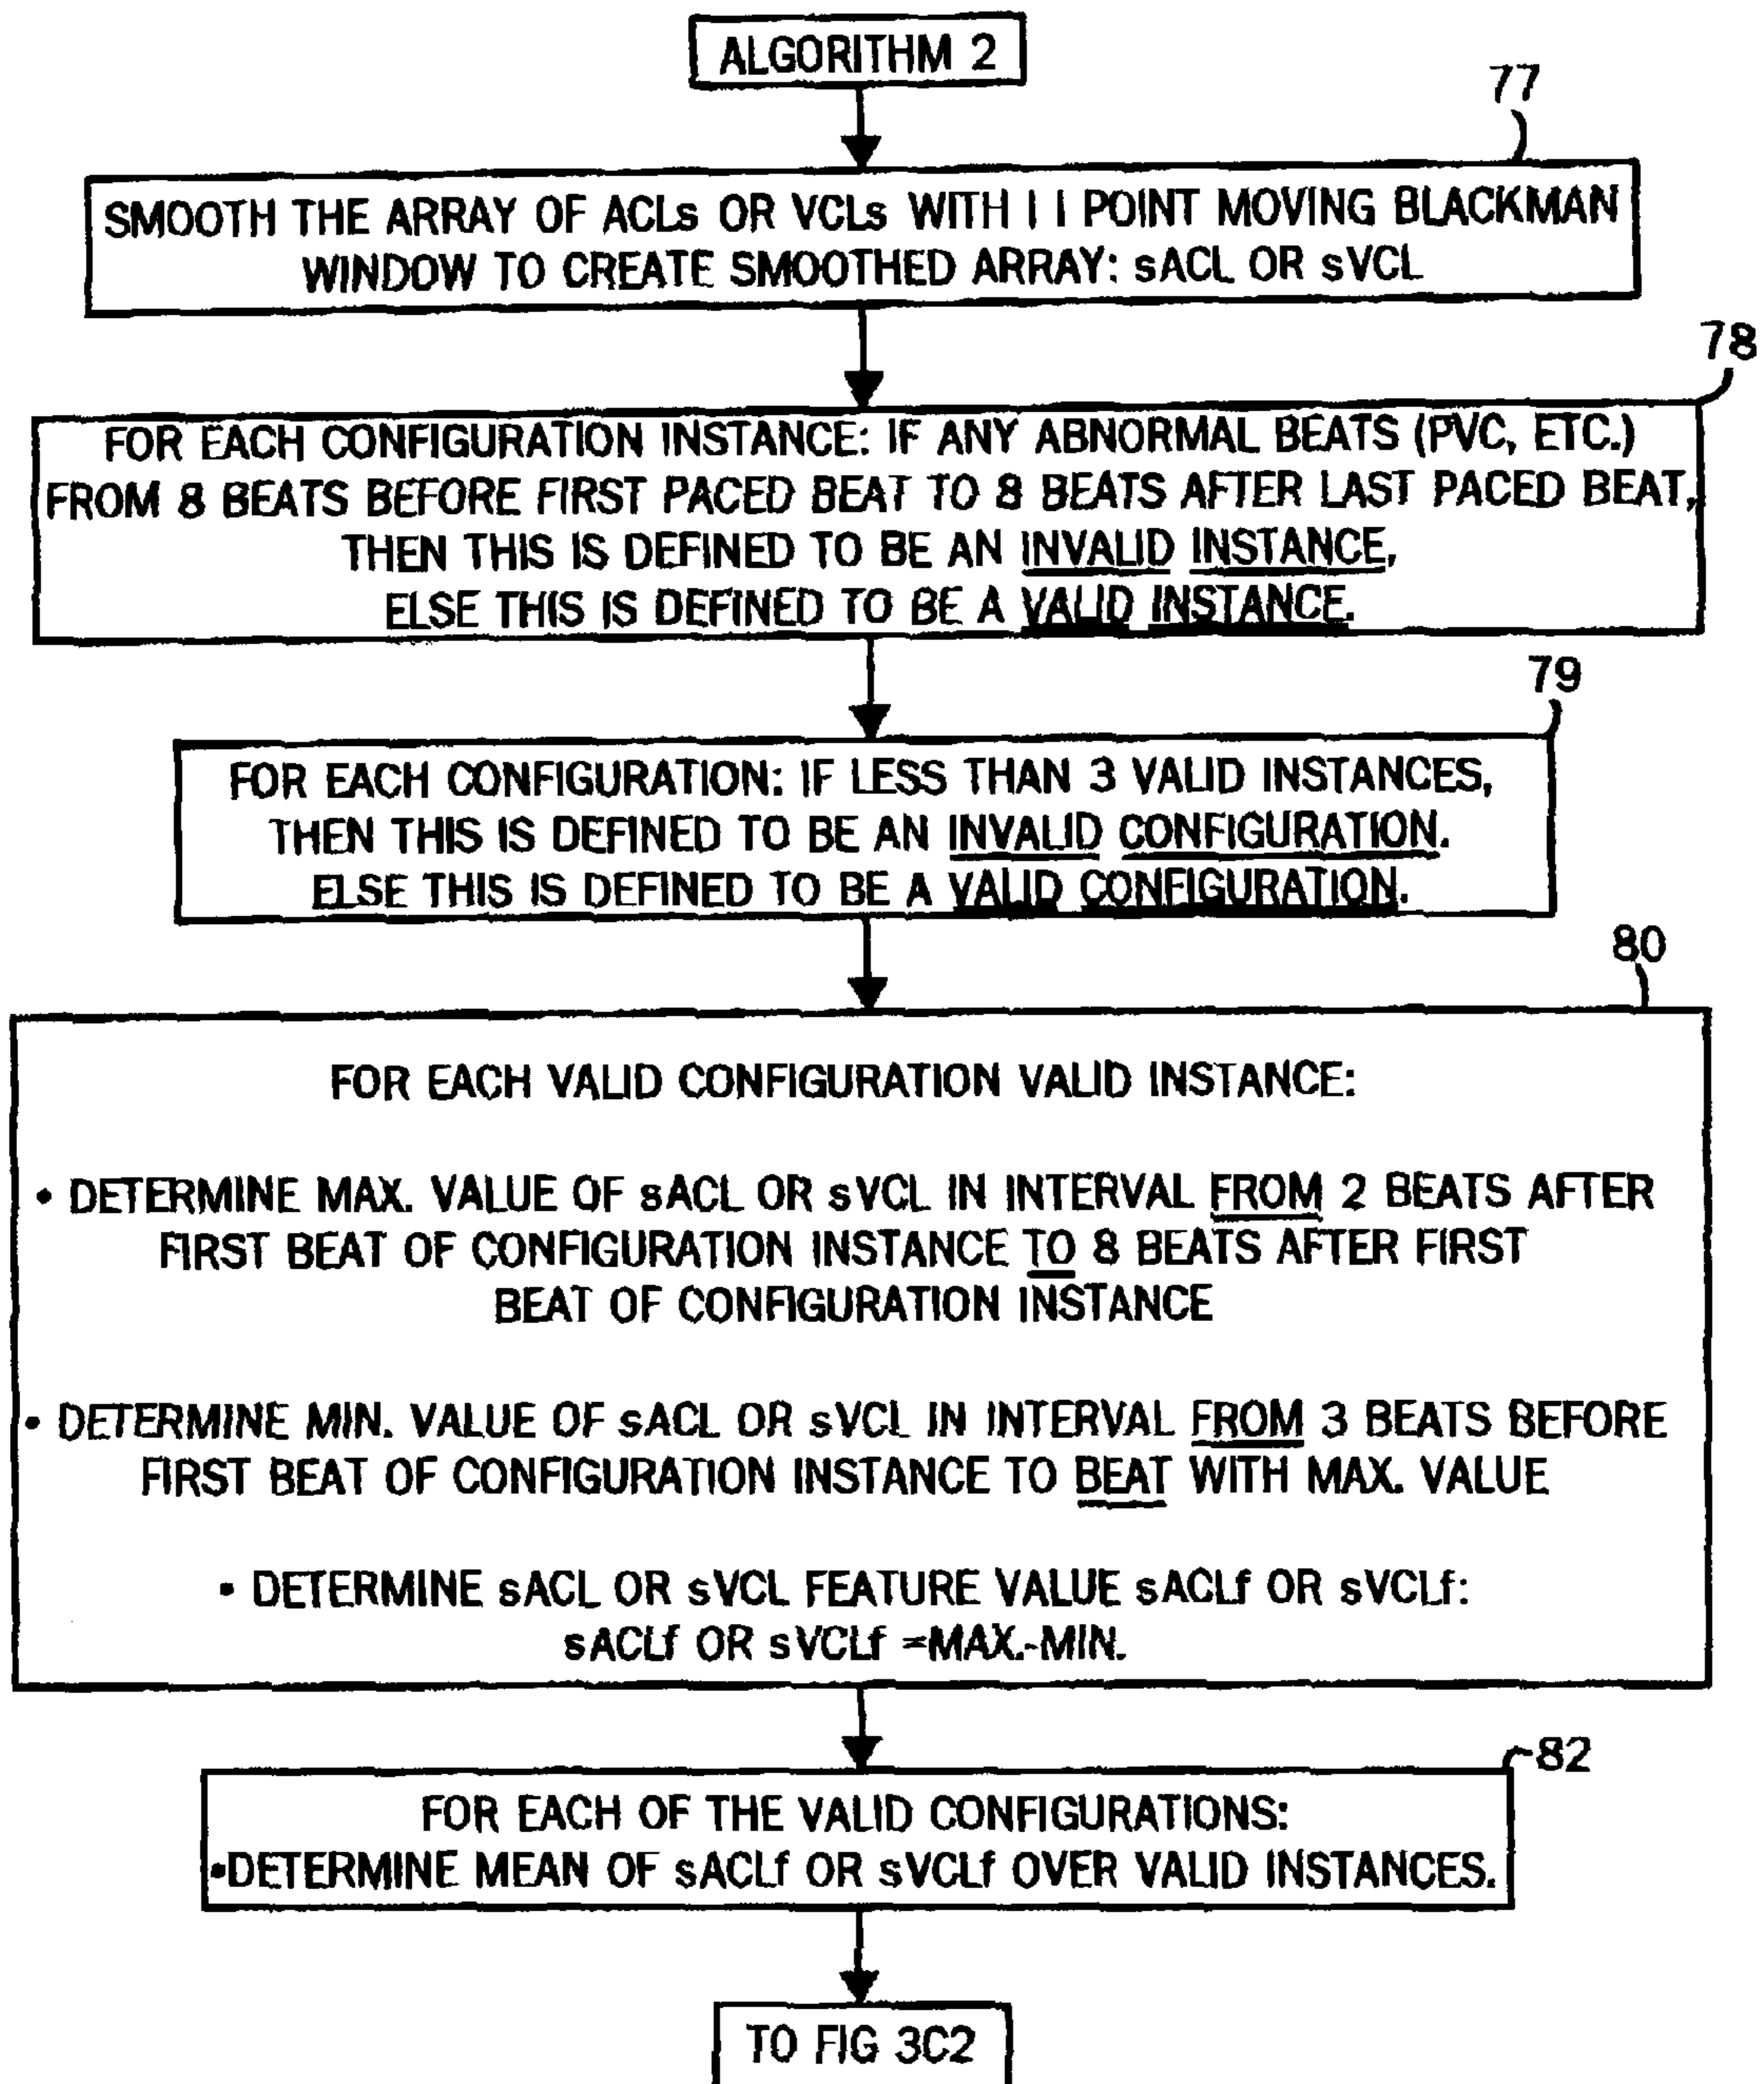 ALGORITHM 2
77
SMOOTH THE ARRAY OF ACLs OR VCLs WITH 11 POINT MOVING BLACKMAN
WINDOW TO CREATE SMOOTHED ARRAY: sACL OR sVCL
78
FOR EACH CONFIGURATION INSTANCE: IF ANY ABNORMAL BEATS (PVC, ETC.)
FROM 8 BEATS BEFORE FIRST PACED BEAT TO 8 BEATS AFTER LAST PACED BEAT,
THEN THIS IS DEFINED TO BE AN INVALID INSTANCE,
ELSE THIS IS DEFINED TO BE A VALID INSTANCE.
79
FOR EACH CONFIGURATION: IF LESS THAN 3 VALID INSTANCES,
THEN THIS IS DEFINED TO BE AN INVALID CONFIGURATION.
ELSE THIS IS DEFINED TO BE A VALID CONFIGURATION.
80
FOR EACH VALID CONFIGURATION VALID INSTANCE:
• DETERMINE MAX. VALUE OF sACL OR sVCL IN INTERVAL FROM 2 BEATS AFTER
FIRST BEAT OF CONFIGURATION INSTANCE TO 8 BEATS AFTER FIRST
BEAT OF CONFIGURATION INSTANCE
• DETERMINE MIN. VALUE OF sACL OR sVCL IN INTERVAL FROM 3 BEATS BEFORE
FIRST BEAT OF CONFIGURATION INSTANCE TO BEAT WITH MAX. VALUE
• DETERMINE sACL OR sVCL FEATURE VALUE sACLf OR sVCLf:
sACLf OR sVCLf =MAX.-MIN.
82
FOR EACH OF THE VALID CONFIGURATIONS:
•DETERMINE MEAN OF sACLf OR sVCLf OVER VALID INSTANCES.
TO FIG 3C2